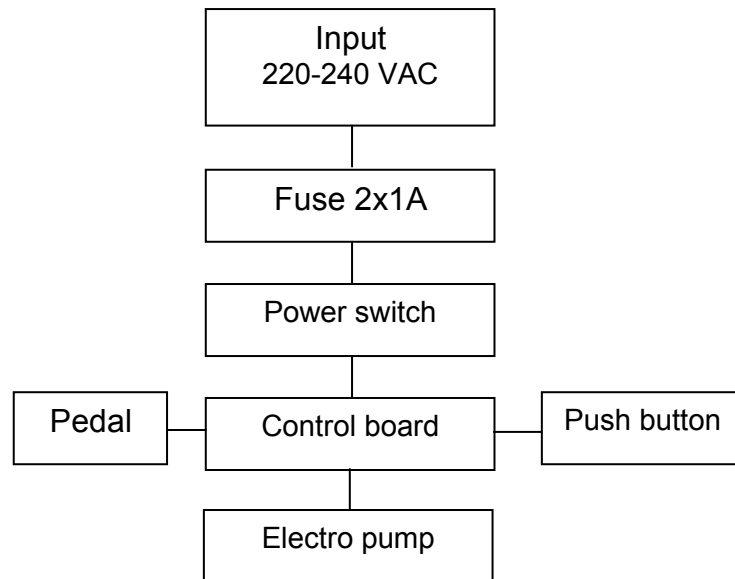 Input
220-240 VAC
Fuse 2x1A
Power switch
Pedal
Control board
Push button
Electro pump